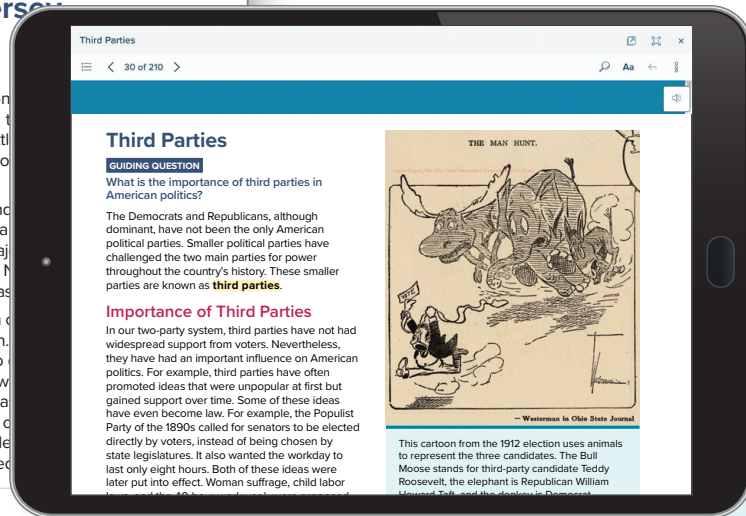 Third Parties
30 of 210
Aa
Third Parties
GUIDING QUESTION
What is the importance of third parties in
American politics?
The Democrats and Republicans, although
dominant, have not been the only American
political parties. Smaller political parties have
challenged the two main parties for power
throughout the country's history. These smaller
parties are known as third parties.
Importance of Third Parties
In our two-party system, third parties have not had
widespread support from voters. Nevertheless,
they have had an important influence on American
politics. For example, third parties have often
promoted ideas that were unpopular at first but
gained support over time. Some of these ideas
have even become law. For example, the Populist
Party of the 1890s called for senators to be elected
directly by voters, instead of being chosen by
state legislatures. It also wanted the workday to
last only eight hours. Both of these ideas were
later put into effect. Woman suffrage, child labor
THE MAN HUNT.
VOTE
— Westerman in Ohio State Journal
This cartoon from the 1912 election uses animals
to represent the three candidates. The Bull
Moose stands for third-party candidate Teddy
Roosevelt, the elephant is Republican William
Howard Taft, and the donkey is Democrat